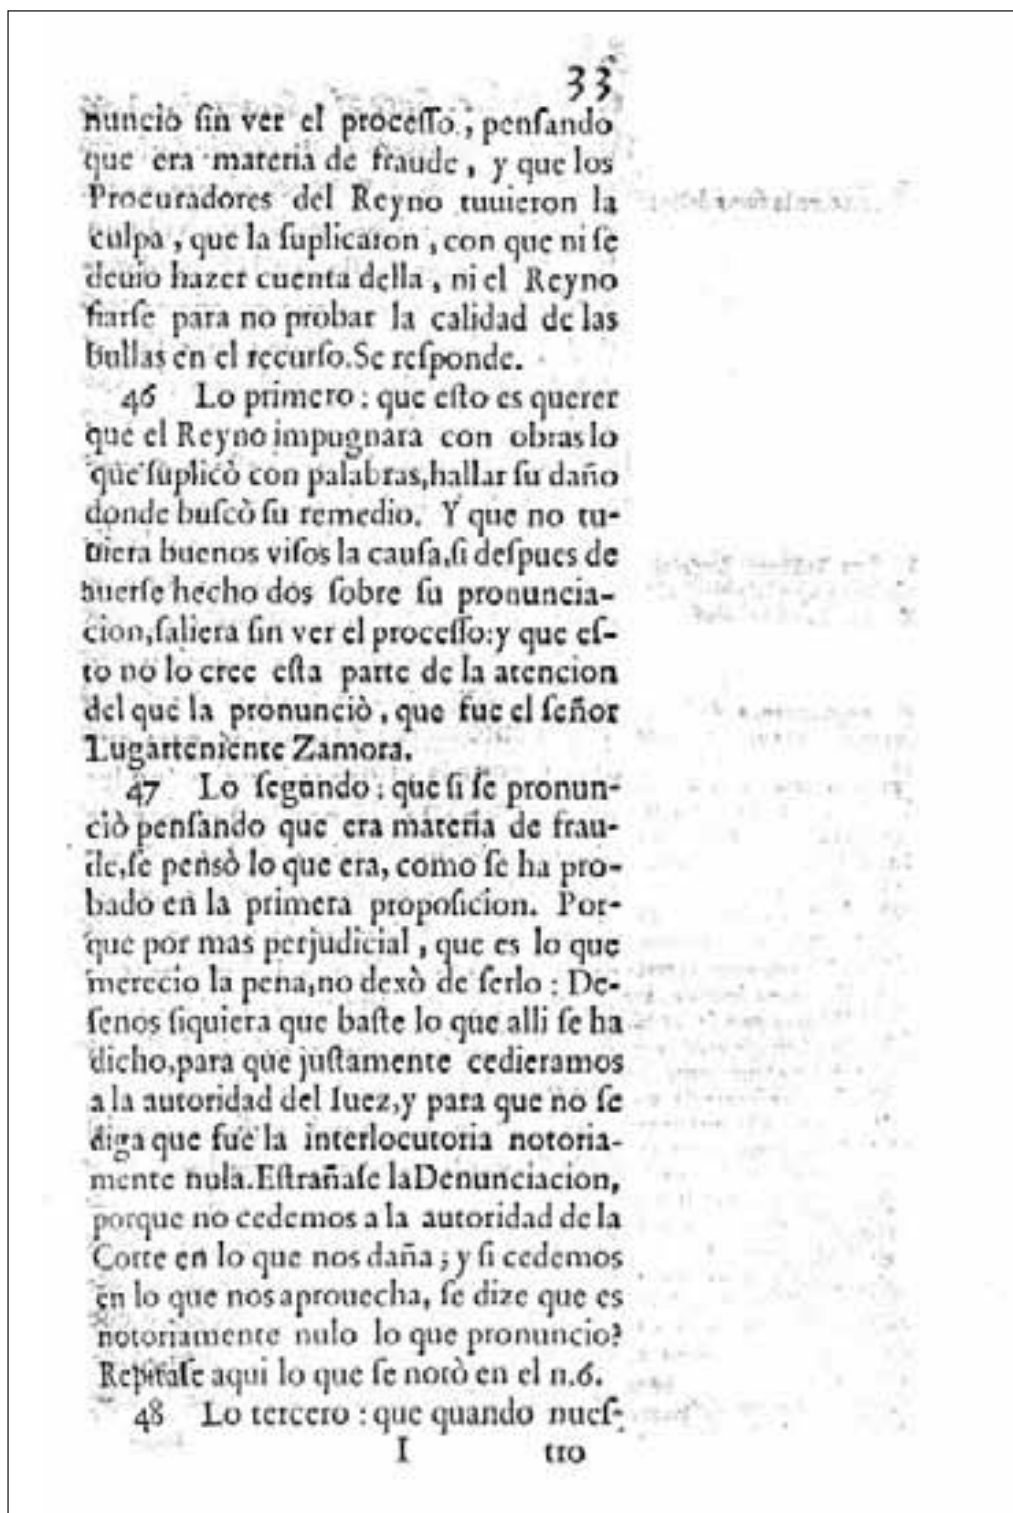 33
nunciò ſin ver el proceſſo, penſando
que era materia de fraude, y que los
Procuradores del Reyno tuuieron la
culpa, que la ſuplicaron, con que ni ſe
deuio hazer cuenta della, ni el Reyno
fiarſe para no probar la calidad de las
bullas en el recurſo. Se reſponde.
46 Lo primero: que eſto es querer
que el Reyno impugnara con obras lo
que ſuplicò con palabras, hallar ſu daño
donde buſcò ſu remedio. Y que no tu-
uiera buenos viſos la cauſa, ſi deſpues de
auerſe hecho dos ſobre ſu pronuncia-
cion, ſaliera ſin ver el proceſſo: y que eſ-
to no lo cree eſta parte de la atencion
del que la pronunciò, que fue el ſeñor
Lugarteniente Zamora.
47 Lo ſegundo: que ſi ſe pronun-
ciò penſando que era materia de frau-
de, ſe pensò lo que era, como ſe ha pro-
bado en la primera propoſicion. Por-
que por mas perjudicial, que es lo que
merecio la pena, no dexò de ſerlo: De-
ſenos ſiquiera que baſte lo que alli ſe ha
dicho, para que juſtamente cedieramos
a la autoridad del Iuez, y para que no ſe
diga que fue la interlocutoria notoria-
mente nula. Eſtrañaſe la Denunciacion,
porque no cedemos a la autoridad de la
Corte en lo que nos daña; y ſi cedemos
en lo que nos aprouecha, ſe dize que es
notoriamente nulo lo que pronuncio?
Repitaſe aqui lo que ſe notò en el n.6.
48 Lo tercero: que quando nueſ-
I tro